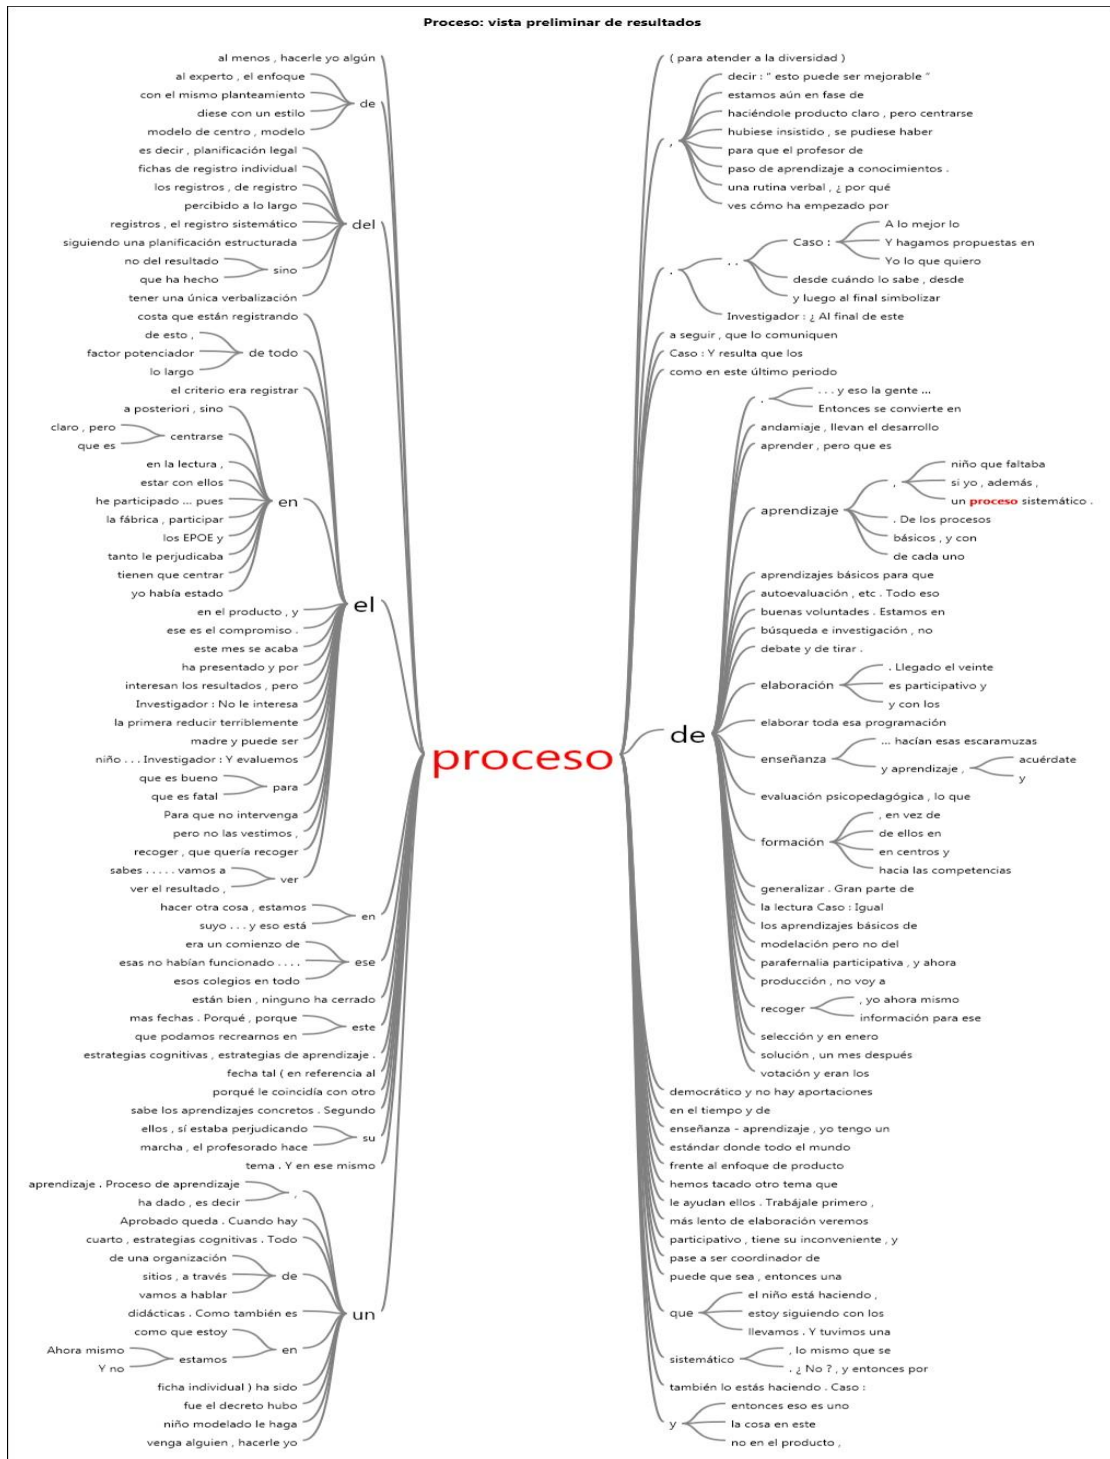 Proceso: vista preliminar de resultados
al menos , hacerle yo algún
al experto , el enfoque
con el mismo planteamiento
de
diese con un estilo
modelo de centro , modelo
es decir , planificación legal
fichas de registro individual
los registros , de registro
percibido a lo largo
registros , el registro sistemático
del
siguiendo una planificación estructurada
no del resultado
sino
que ha hecho
tener una única verbalización
costa que están registrando
de esto ,
factor potenciador
de todo
lo largo
el criterio era registrar
a posteriori , sino
claro , pero
centrarse
que es
en la lectura ,
estar con ellos
he participado ... pues
en
la fábrica , participar
los EPOE y
tanto le perjudicaba
tienen que centrar
yo había estado
el
en el producto , y
ese es el compromiso .
este mes se acaba
ha presentado y por
interesan los resultados , pero
Investigador : No le interesa
la primera reducir terriblemente
madre y puede ser
niño . . . Investigador : Y evaluemos
que es bueno
para
que es fatal
Para que no intervenga
pero no las vestimos ,
recoger , que quería recoger
sabes . . . . . vamos a
ver
ver el resultado ,
hacer otra cosa , estamos
en
suyo . . . y eso está
era un comienzo de
esas no habían funcionado . . . .
ese
esos colegios en todo
están bien , ninguno ha cerrado
mas fechas . Porqué , porque
este
que podamos recrearnos en
estrategias cognitivas , estrategias de aprendizaje .
fecha tal ( en referencia al
porqué le coincidía con otro
sabe los aprendizajes concretos . Segundo
ellos , sí estaba perjudicando
su
marcha , el profesorado hace
tema . Y en ese mismo
aprendizaje . Proceso de aprendizaje
,
ha dado , es decir
Aprobado queda . Cuando hay
cuarto , estrategias cognitivas . Todo
de una organización
sitios , a través
de
vamos a hablar
didácticas . Como también es
un
como que estoy
en
Ahora mismo
estamos
Y no
ficha individual ) ha sido
fue el decreto hubo
niño modelado le haga
venga alguien , hacerle yo
proceso
( para atender a la diversidad )
decir : " esto puede ser mejorable "
estamos aún en fase de
haciéndole producto claro , pero centrarse
hubiese insistido , se pudiese haber
,
para que el profesor de
paso de aprendizaje a conocimientos .
una rutina verbal , ¿ por qué
ves cómo ha empezado por
A lo mejor lo
Caso :
Y hagamos propuestas en
. .
Yo lo que quiero
.
desde cuándo lo sabe , desde
y luego al final simbolizar
Investigador : ¿ Al final de este
a seguir , que lo comuniquen
Caso : Y resulta que los
como en este último periodo
. . . y eso la gente ...
.
Entonces se convierte en
andamiaje , llevan el desarrollo
aprender , pero que es
niño que faltaba
,
si yo , además ,
un proceso sistemático .
aprendizaje
. De los procesos
básicos , y con
de cada uno
aprendizajes básicos para que
autoevaluación , etc . Todo eso
buenas voluntades . Estamos en
búsqueda e investigación , no
debate y de tirar .
. Llegado el veinte
elaboración
es participativo y
y con los
elaborar toda esa programación
de
... hacían esas escaramuzas
enseñanza
y aprendizaje ,
acuérdate
y
evaluación psicopedagógica , lo que
, en vez de
de ellos en
formación
en centros y
hacia las competencias
generalizar . Gran parte de
la lectura Caso : Igual
los aprendizajes básicos de
modelación pero no del
parafernalia participativa , y ahora
producción , no voy a
, yo ahora mismo
recoger
información para ese
selección y en enero
solución , un mes después
votación y eran los
democrático y no hay aportaciones
en el tiempo y de
enseñanza - aprendizaje , yo tengo un
estándar donde todo el mundo
frente al enfoque de producto
hemos tacado otro tema que
le ayudan ellos . Trabájale primero ,
más lento de elaboración veremos
participativo , tiene su inconveniente , y
pase a ser coordinador de
puede que sea , entonces una
el niño está haciendo ,
que
estoy siguiendo con los
llevamos . Y tuvimos una
, lo mismo que se
sistemático
. ¿ No ? , y entonces por
también lo estás haciendo . Caso :
entonces eso es uno
y
la cosa en este
no en el producto ,